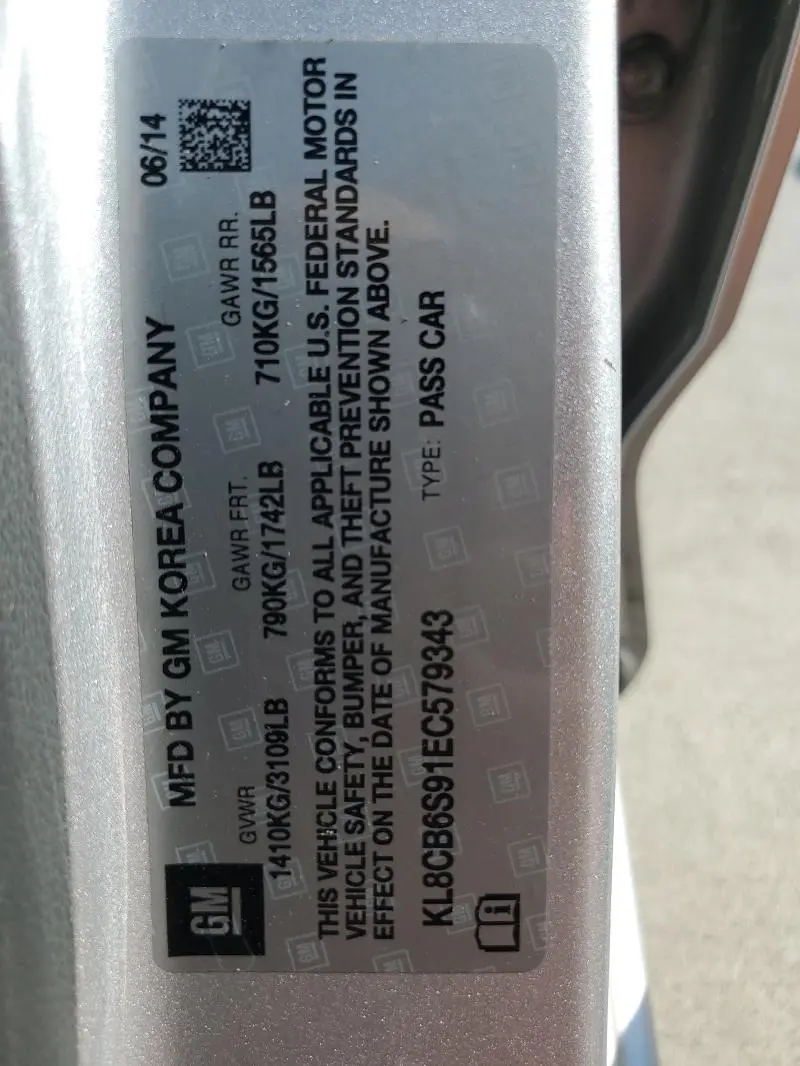 GM
MFD BY GM KOREA COMPANY 06/14
GVWR GAWR FRT. GAWR RR.
1410KG/3109LB 790KG/1742LB 710KG/1565LB
THIS VEHICLE CONFORMS TO ALL APPLICABLE U.S. FEDERAL MOTOR
VEHICLE SAFETY, BUMPER, AND THEFT PREVENTION STANDARDS IN
EFFECT ON THE DATE OF MANUFACTURE SHOWN ABOVE.
KL8CB6S91EC579343 TYPE: PASS CAR